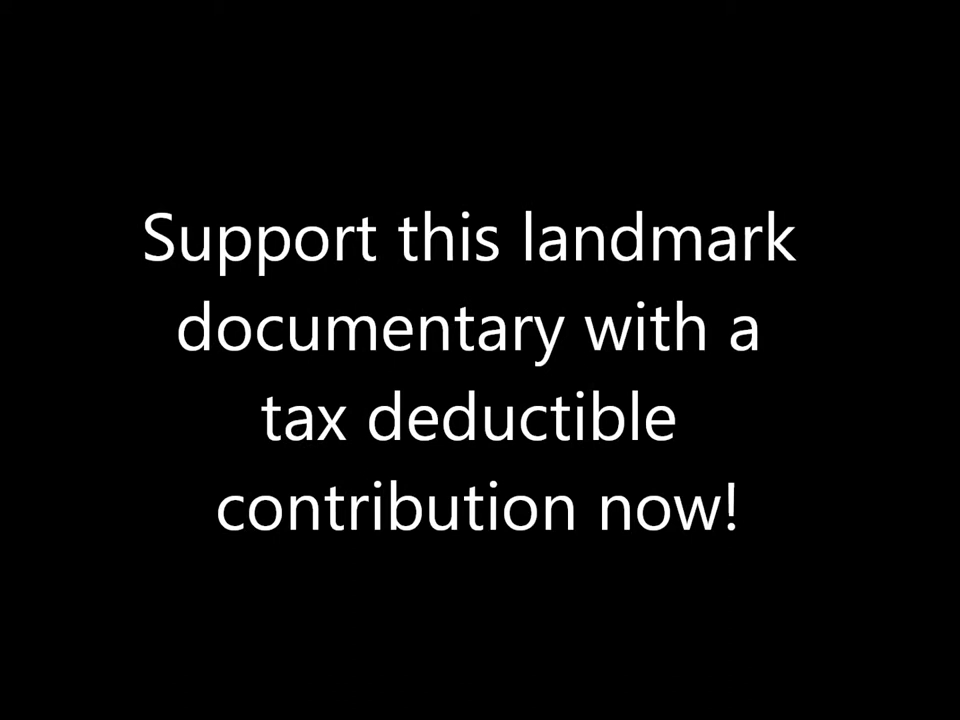 Support this landmark
documentary with a
tax deductible
contribution now!